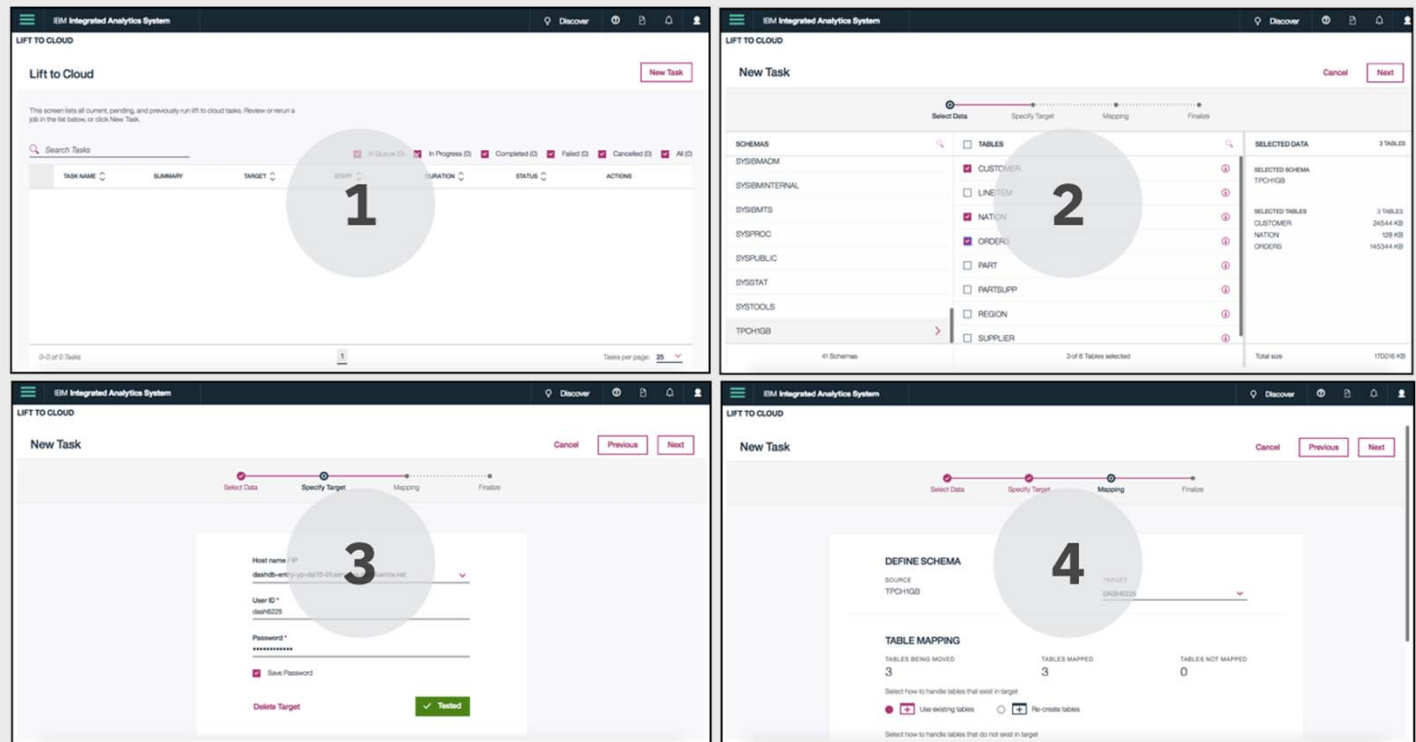 IBM Integrated Analytics System
Discover
LIFT TO CLOUD
Lift to Cloud
New Task
This screen lists all current, pending, and previously run lift to cloud tasks. Review or rerun a
job in the list below, or click New Task.
Search Tasks
In Queue (0) In Progress (0) Completed (0) Failed (0) Cancelled (0) All (0)
TASK NAME SUMMARY TARGET START DURATION STATUS ACTIONS
1
0-0 of 0 Tasks 1 Tasks per page: 25
IBM Integrated Analytics System
Discover
LIFT TO CLOUD
New Task
Cancel Next
Select Data Specify Target Mapping Finalize
SCHEMAS TABLES SELECTED DATA 3 TABLES
SYSIBMADM
SYSIBMINTERNAL
SYSIBMTS
SYSPROC
SYSPUBLIC
SYSSTAT
SYSTOOLS
TPCH1GB
41 Schemas
CUSTOMER
LINEITEM
NATION
ORDERS
PART
PARTSUPP
REGION
SUPPLIER
3 of 8 Tables selected
2
SELECTED SCHEMA
TPCH1GB
SELECTED TABLES 3 TABLES
CUSTOMER 24544 KB
NATION 128 KB
ORDERS 145344 KB
Total size 170016 KB
IBM Integrated Analytics System
Discover
LIFT TO CLOUD
New Task
Cancel Previous Next
Select Data Specify Target Mapping Finalize
3
Host name / IP
User ID *
dash6225
Password *
Save Password
Delete Target Tested
IBM Integrated Analytics System
Discover
LIFT TO CLOUD
New Task
Cancel Previous Next
Select Data Specify Target Mapping Finalize
4
DEFINE SCHEMA
SOURCE TARGET
TPCH1GB
TABLE MAPPING
TABLES BEING MOVED TABLES MAPPED TABLES NOT MAPPED
3 3 0
Select how to handle tables that exist in target
Use existing tables Re-create tables
Select how to handle tables that do not exist in target